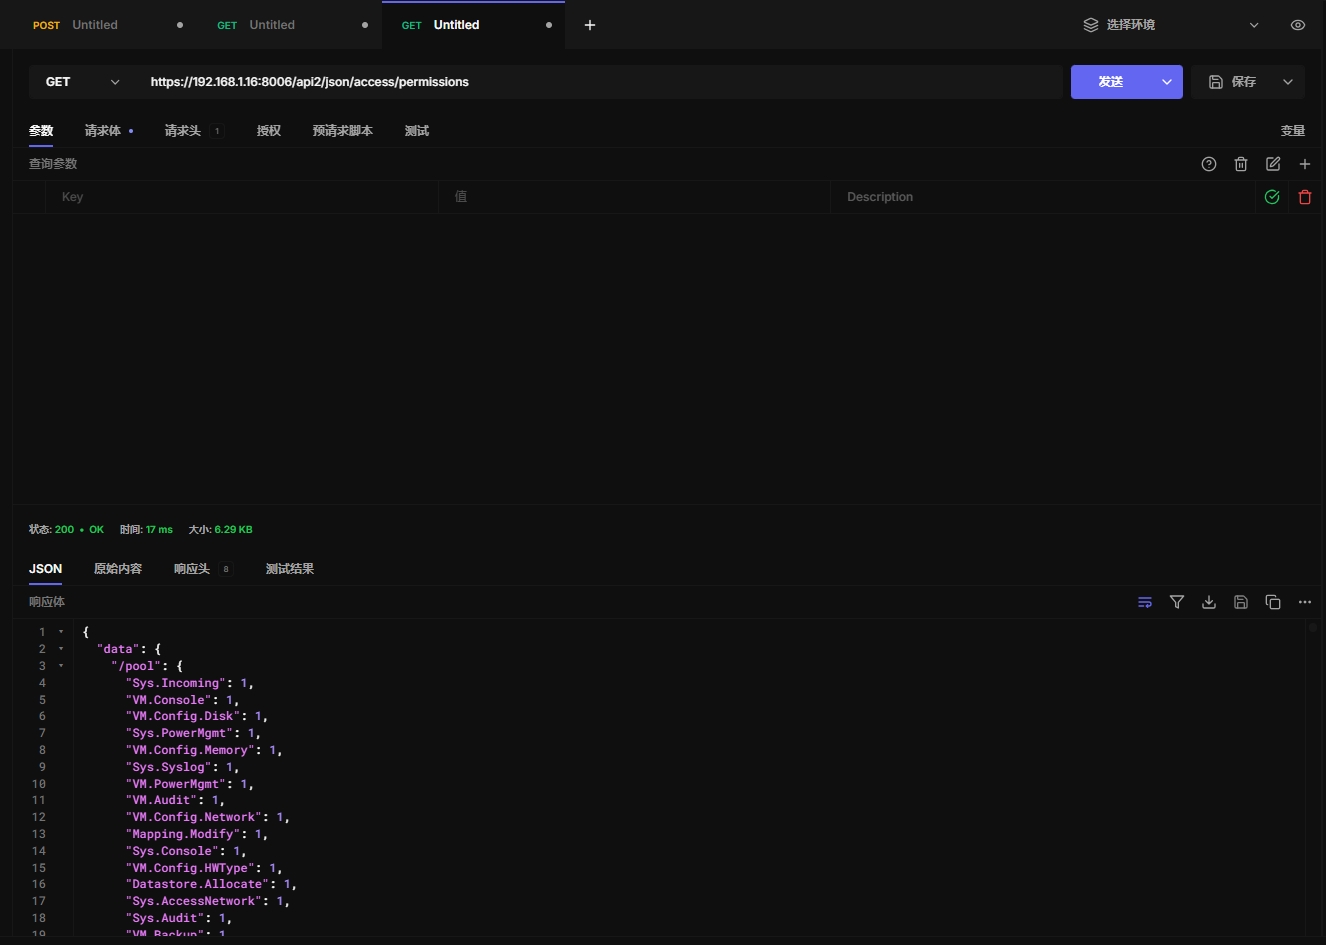 POST Untitled GET Untitled GET Untitled 选择环境
GET https://192.168.1.16:8006/api2/json/access/permissions 发送 保存
参数 请求体 请求头 1 授权 预请求脚本 测试 变量
查询参数
Key 值 Description
状态: 200 • OK 时间: 17 ms 大小: 6.29 KB
JSON 原始内容 响应头 8 测试结果
响应体
1 {
2 "data": {
3 "/pool": {
4 "Sys.Incoming": 1,
5 "VM.Console": 1,
6 "VM.Config.Disk": 1,
7 "Sys.PowerMgmt": 1,
8 "VM.Config.Memory": 1,
9 "Sys.Syslog": 1,
10 "VM.PowerMgmt": 1,
11 "VM.Audit": 1,
12 "VM.Config.Network": 1,
13 "Mapping.Modify": 1,
14 "Sys.Console": 1,
15 "VM.Config.HWType": 1,
16 "Datastore.Allocate": 1,
17 "Sys.AccessNetwork": 1,
18 "Sys.Audit": 1,
19 "VM.Backup": 1